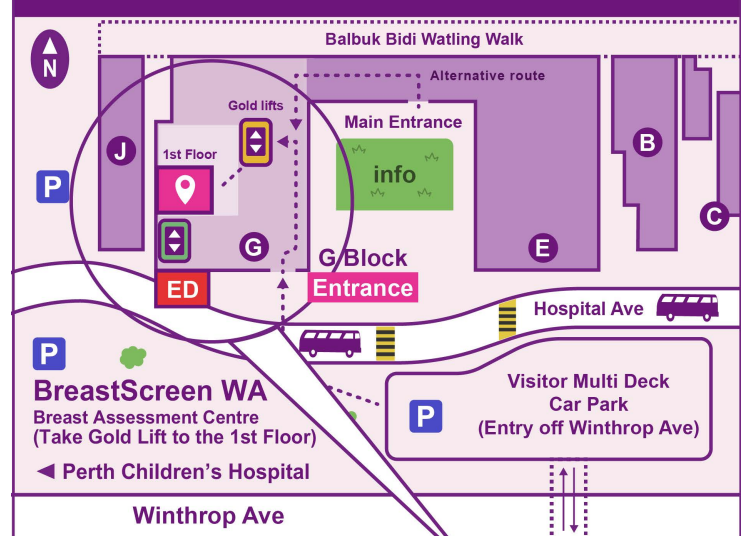 Balbuk Bidi Watling Walk
N
Alternative route
Gold lifts
Main Entrance
J
1st Floor
B
P
info
C
G
E
G Block
ED
Entrance
Hospital Ave
P
BreastScreen WA
Breast Assessment Centre
(Take Gold Lift to the 1st Floor)
P
Visitor Multi Deck
Car Park
(Entry off Winthrop Ave)
Perth Children's Hospital
Winthrop Ave